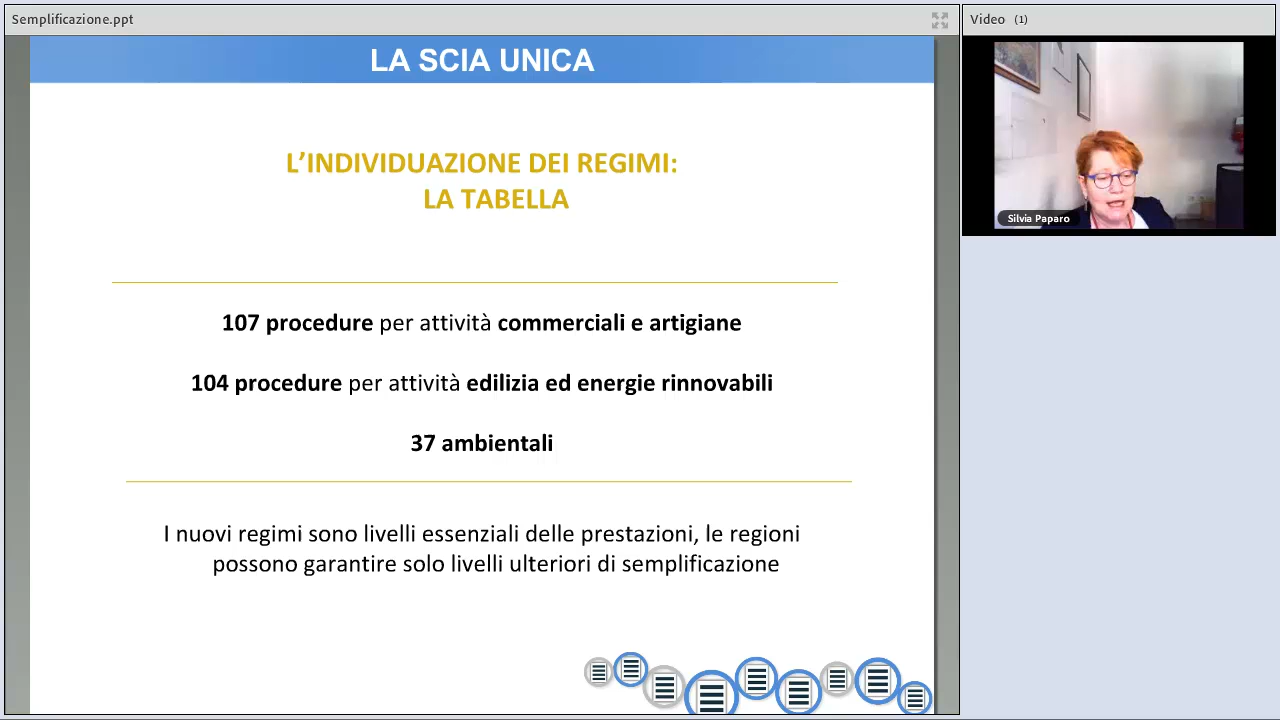 Semplificazione.ppt
Video (1)
LA SCIA UNICA
Silvia Paparo
L’INDIVIDUAZIONE DEI REGIMI:
LA TABELLA
107 procedure per attività commerciali e artigiane
104 procedure per attività edilizia ed energie rinnovabili
37 ambientali
I nuovi regimi sono livelli essenziali delle prestazioni, le regioni
possono garantire solo livelli ulteriori di semplificazione